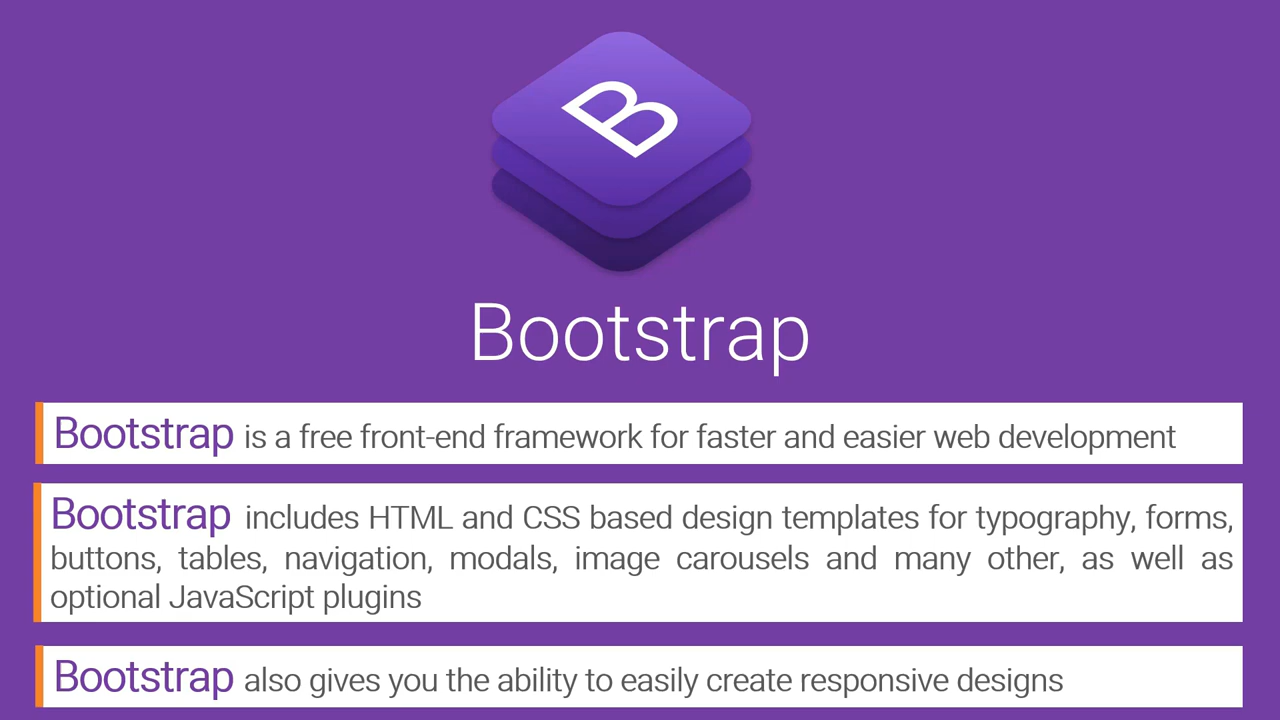 B
Bootstrap
Bootstrap is a free front-end framework for faster and easier web development
Bootstrap includes HTML and CSS based design templates for typography, forms,
buttons, tables, navigation, modals, image carousels and many other, as well as
optional JavaScript plugins
Bootstrap also gives you the ability to easily create responsive designs